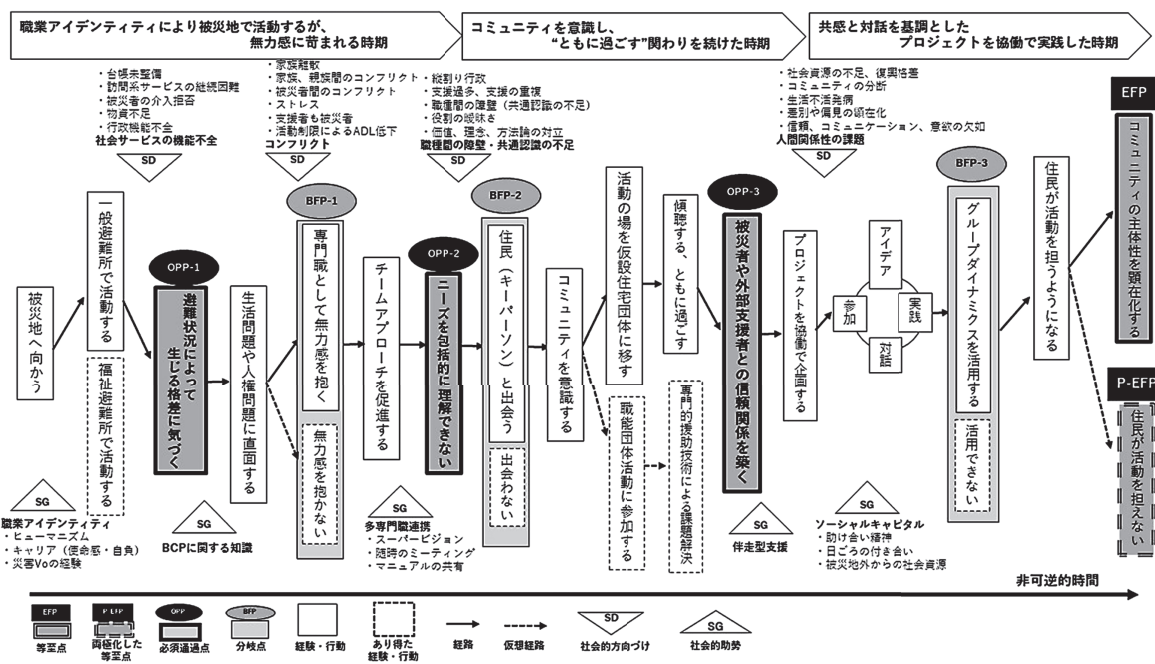 職業アイデンティティにより被災地で活動するが、
無力感に苛まれる時期
コミュニティを意識し、
“ともに過ごす”関わりを続けた時期
共感と対話を基調とした
プロジェクトを協働で実践した時期
・台帳未整備
・訪問系サービスの継続困難
・被災者の介入拒否
・物資不足
・行政機能不全
社会サービスの機能不全
SD
・家族離散
・家族、親族間のコンフリクト
・被災者間のコンフリクト
・ストレス
・支援者も被災者
・活動制限によるADL低下
コンフリクト
SD
・縦割り行政
・支援過多、支援の重複
・職種間の障壁（共通認識の不足）
・役割の曖昧さ
・価値、理念、方法論の対立
職種間の障壁・共通認識の不足
SD
・社会資源の不足、復興格差
・コミュニティの分断
・生活不活発病
・差別や偏見の顕在化
・信頼、コミュニケーション、意欲の欠如
人間関係性の課題
SD
被災地へ向かう
一般避難所で活動する
福祉避難所で活動する
OPP-1
避難状況によって
生じる格差に気づく
生活問題や人権問題に直面する
BFP-1
専門職として無力感を抱く
無力感を抱かない
チームアプローチを促進する
OPP-2
ニーズを包括的に理解できない
BFP-2
住民（キーパーソン）と出会う
出会わない
コミュニティを意識する
活動の場を仮設住宅団体に移す
職能団体活動に参加する
傾聴する、ともに過ごす
専門的援助技術による課題解決
OPP-3
被災者や外部支援者との信頼関係を築く
プロジェクトを協働で企画する
アイデア
参加
実践
対話
BFP-3
グループダイナミクスを活用する
活用できない
住民が活動を担うようになる
EFP
コミュニティの主体性を顕在化する
P-EFP
住民が活動を担えない
SG
職業アイデンティティ
・ヒューマニズム
・キャリア（使命感・自負）
・災害Voの経験
SG
BCPに関する知識
SG
多専門職連携
・スーパービジョン
・随時のミーティング
・マニュアルの共有
SG
伴走型支援
SG
ソーシャルキャピタル
・助け合い精神
・日ごろの付き合い
・被災地外からの社会資源
非可逆的時間
EFP
等至点
P-EFP
両極化した
等至点
OPP
必須通過点
BFP
分岐点
経験・行動
あり得た
経験・行動
経路
仮想経路
SD
社会的方向づけ
SG
社会的助勢